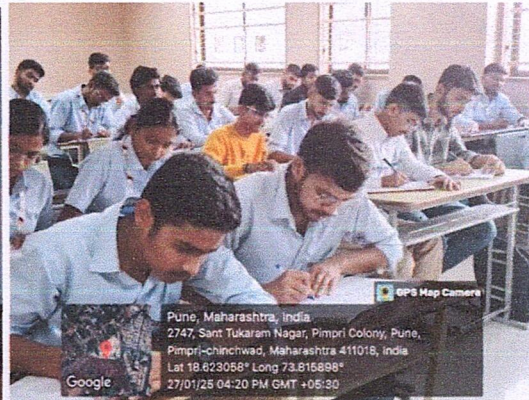 GPS Map Camera
Pune, Maharashtra, India
2747, Sant Tukaram Nagar, Pimpri Colony, Pune,
Pimpri-chinchwad, Maharashtra 411018, India
Lat 18.623058° Long 73.815898°
27/01/25 04:20 PM GMT +05:30
Google